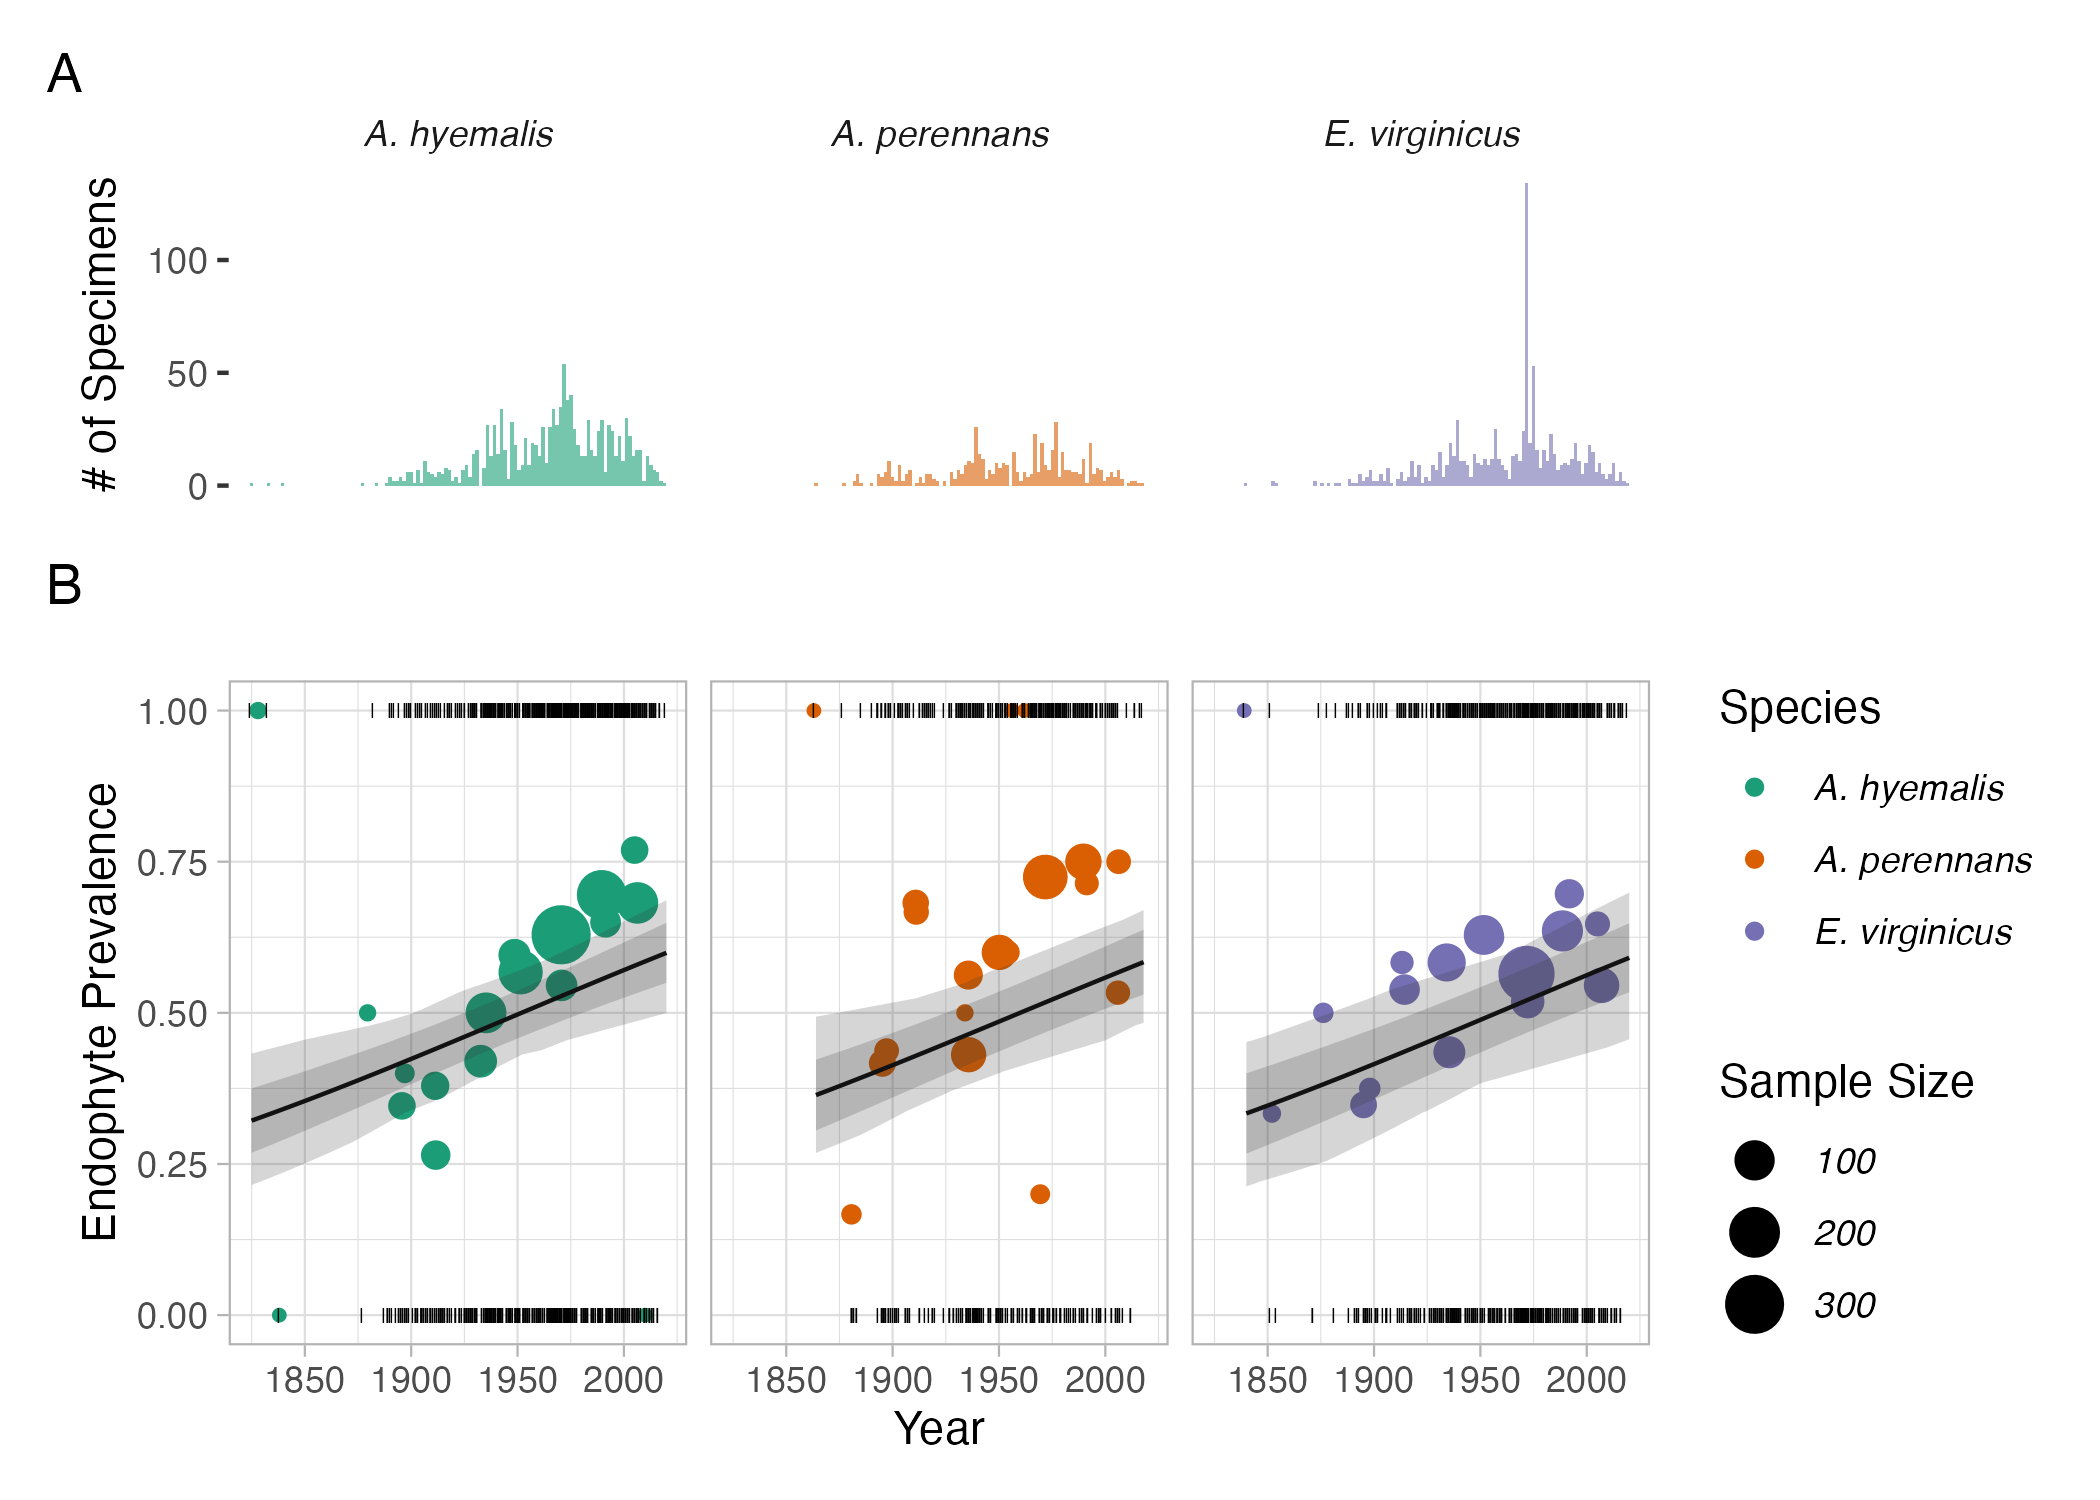 A
A. hyemalis
A. perennans
E. virginicus
# of Specimens
100
50
0
B
Endophyte Prevalence
1.00
0.75
0.50
0.25
0.00
1850 1900 1950 2000
1850 1900 1950 2000
1850 1900 1950 2000
Year
Species
A. hyemalis
A. perennans
E. virginicus
Sample Size
100
200
300